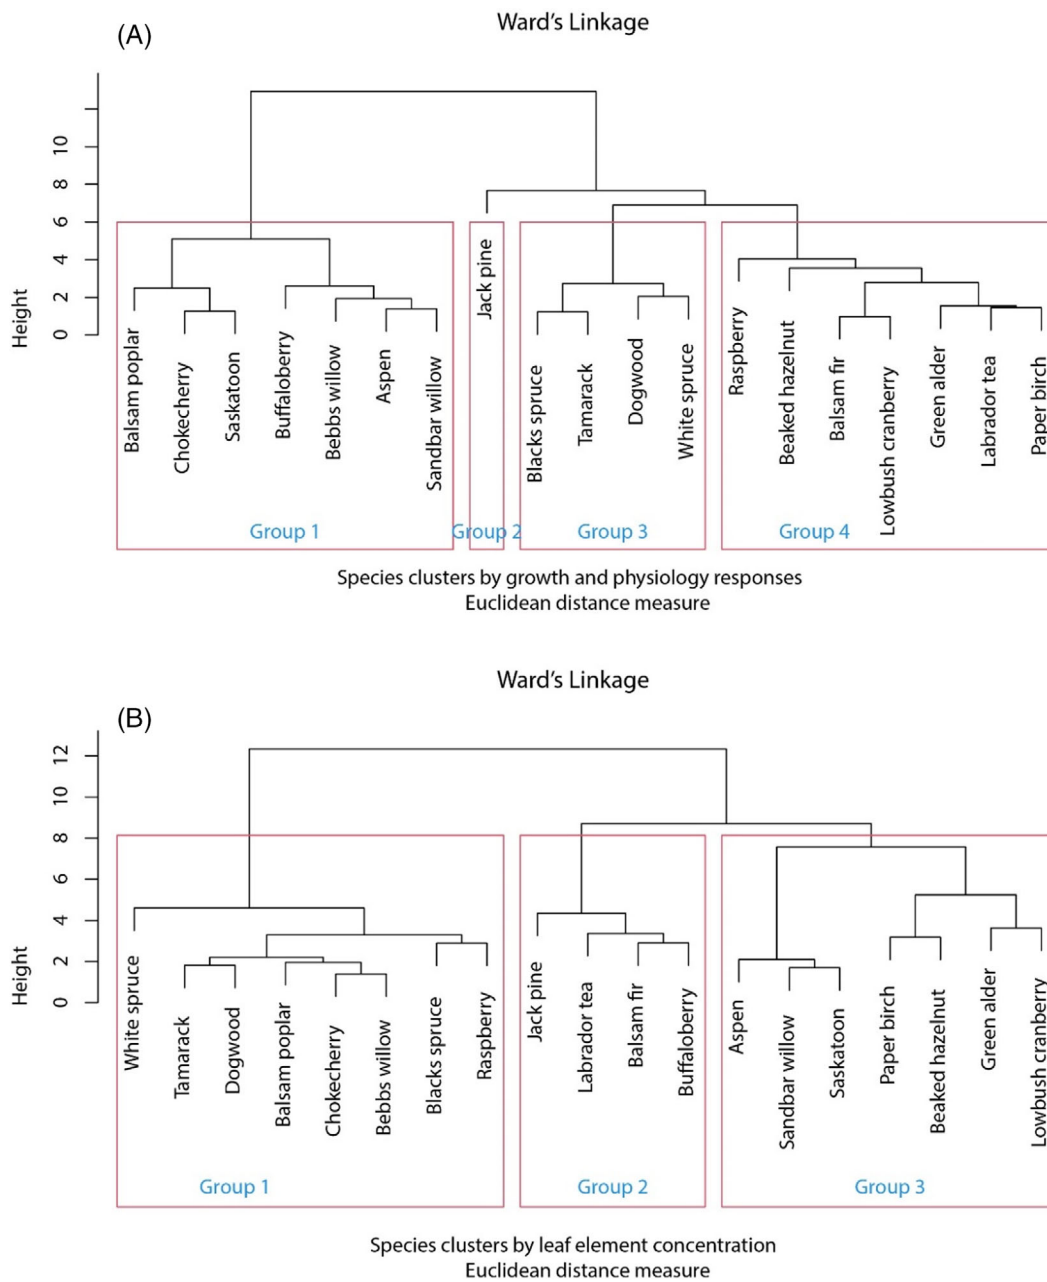 Ward's Linkage
(A)
Height
0
2
4
6
8
10
Balsam poplar
Chokecherry
Saskatoon
Buffaloberry
Bebbs willow
Aspen
Sandbar willow
Jack pine
Blacks spruce
Tamarack
Dogwood
White spruce
Raspberry
Beaked hazelnut
Balsam fir
Lowbush cranberry
Green alder
Labrador tea
Paper birch
Group 1
Group 2
Group 3
Group 4
Species clusters by growth and physiology responses
Euclidean distance measure
Ward's Linkage
(B)
Height
0
2
4
6
8
10
12
White spruce
Tamarack
Dogwood
Balsam poplar
Chokecherry
Bebbs willow
Blacks spruce
Raspberry
Jack pine
Labrador tea
Balsam fir
Buffaloberry
Aspen
Sandbar willow
Saskatoon
Paper birch
Beaked hazelnut
Green alder
Lowbush cranberry
Group 1
Group 2
Group 3
Species clusters by leaf element concentration
Euclidean distance measure